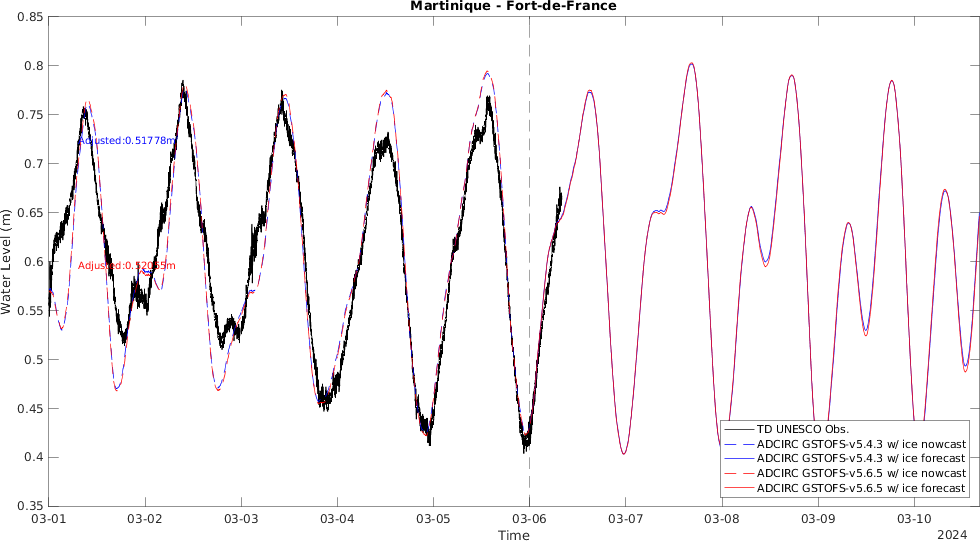 Martinique - Fort-de-France
0.85
0.8
0.75
0.7
0.65
0.6
0.55
0.5
0.45
0.4
0.35
Water Level (m)
Adjusted:0.51778m
Adjusted:0.52055m
TD UNESCO Obs.
ADCIRC GSTOFS-v5.4.3 w/ ice nowcast
ADCIRC GSTOFS-v5.4.3 w/ ice forecast
ADCIRC GSTOFS-v5.6.5 w/ ice nowcast
ADCIRC GSTOFS-v5.6.5 w/ ice forecast
03-01 03-02 03-03 03-04 03-05 03-06 03-07 03-08 03-09 03-10
Time
2024